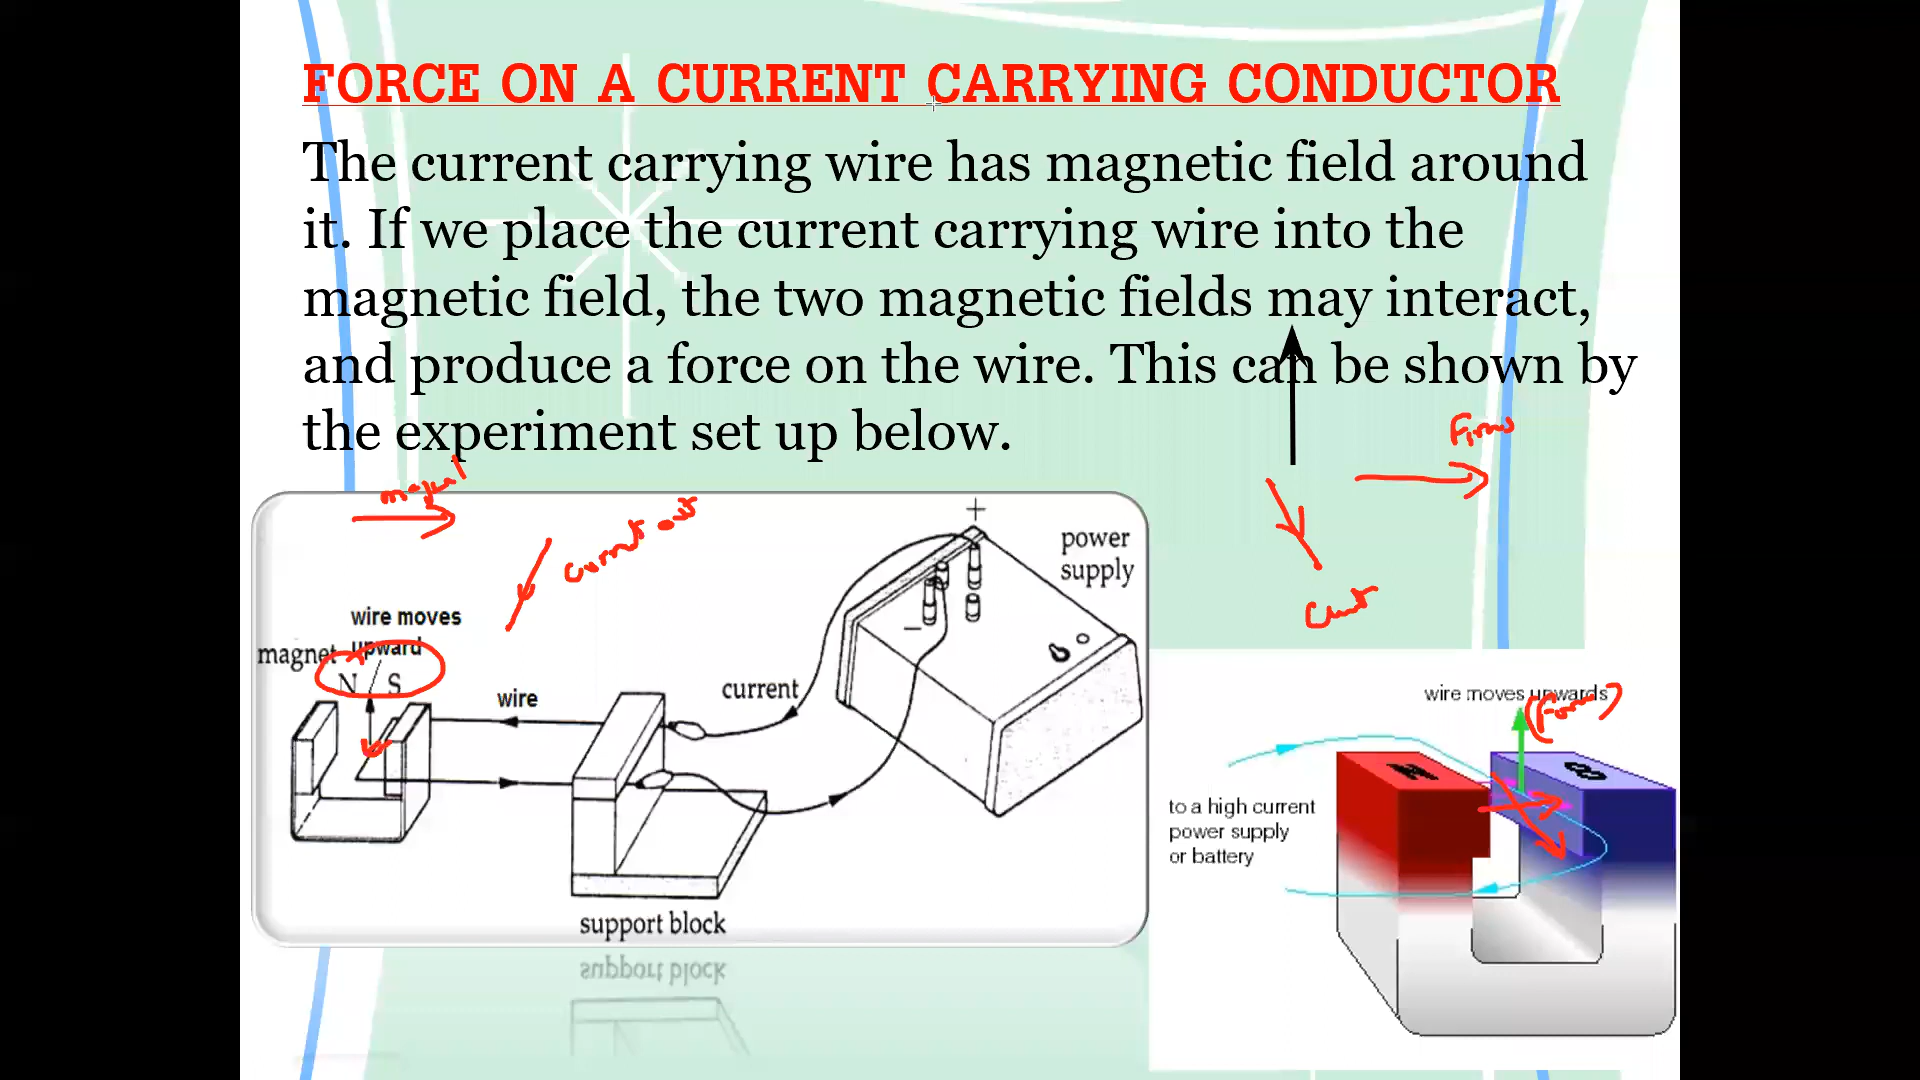 FORCE ON A CURRENT CARRYING CONDUCTOR
The current carrying wire has magnetic field around
it. If we place the current carrying wire into the
magnetic field, the two magnetic fields may interact,
and produce a force on the wire. This can be shown by
the experiment set up below.
+
power
supply
−
wire moves
upward
magnet
N S
wire
current
support block
Current out
wire moves upwards
to a high current
power supply
or battery